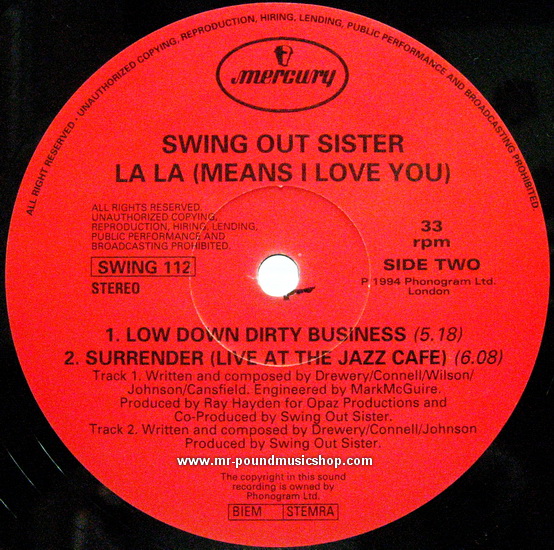 ALL RIGHT RESERVED - UNAUTHORIZED COPYING, REPRODUCTION, HIRING, LENDING, PUBLIC PERFORMANCE AND BROADCASTING PROHIBITED.
mercury
SWING OUT SISTER
LA LA (MEANS I LOVE YOU)
ALL RIGHTS RESERVED.
UNAUTHORIZED COPYING,
REPRODUCTION, HIRING, LENDING,
PUBLIC PERFORMANCE AND
BROADCASTING PROHIBITED.
SWING 112
STEREO
33
rpm
SIDE TWO
P 1994 Phonogram Ltd.
London
1. LOW DOWN DIRTY BUSINESS (5.18)
2. SURRENDER (LIVE AT THE JAZZ CAFE) (6.08)
Track 1. Written and composed by Drewery/Connell/Wilson/
Johnson/Cansfield. Engineered by MarkMcGuire.
Produced by Ray Hayden for Opaz Productions and
Co-Produced by Swing Out Sister.
Track 2. Written and composed by Drewery/Connell/Johnson
Produced by Swing Out Sister.
www.mr-poundmusicshop.com
The copyright in this sound
recording is owned by
Phonogram Ltd.
BIEM STEMRA